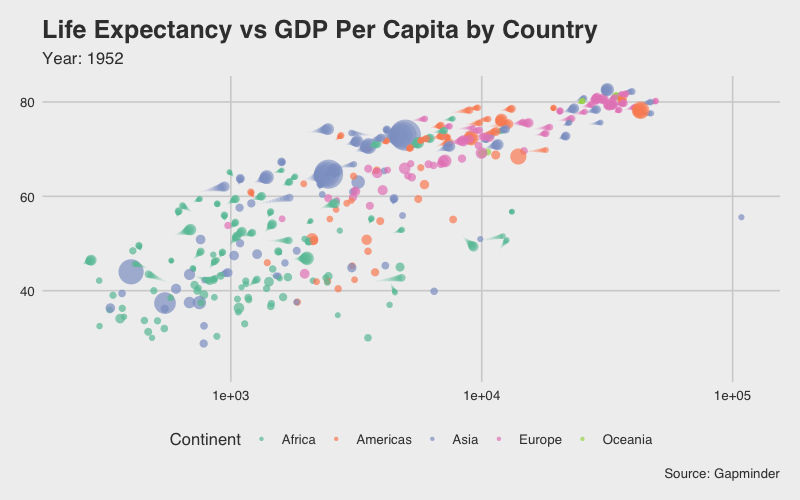 Life Expectancy vs GDP Per Capita by Country
Year: 1952
80
60
40
1e+03 1e+04 1e+05
Continent Africa Americas Asia Europe Oceania
Source: Gapminder